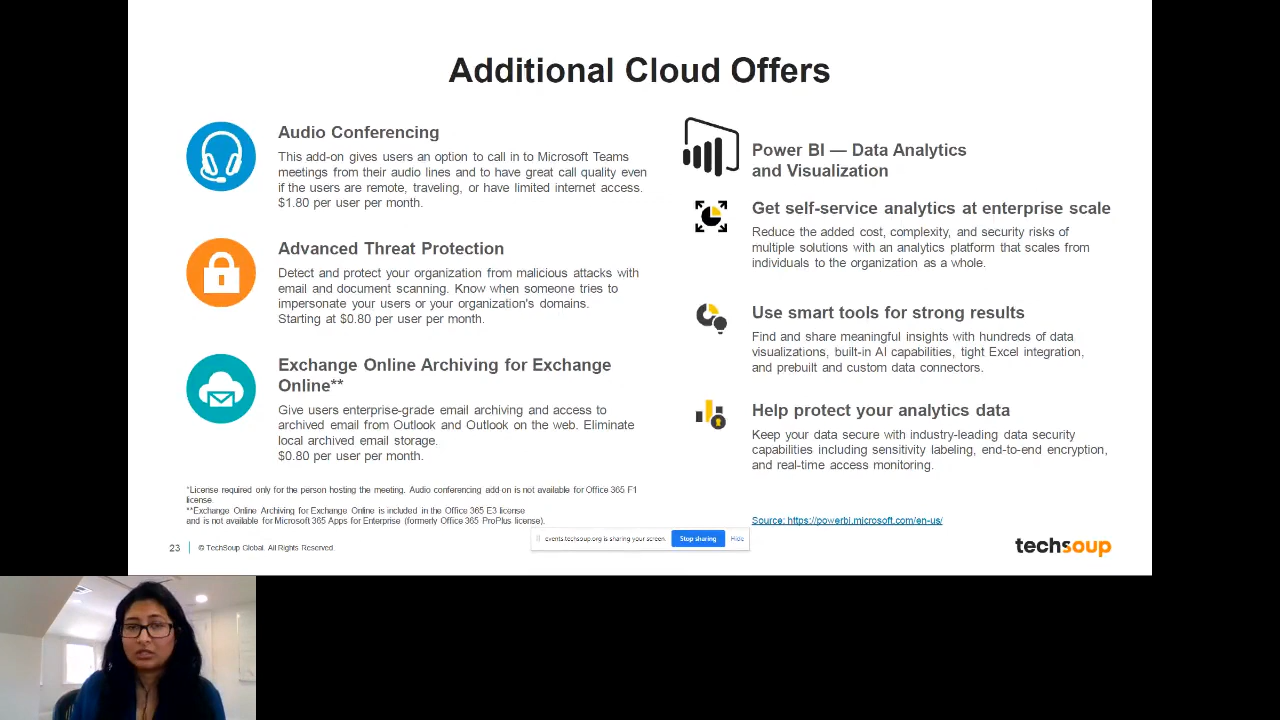 Additional Cloud Offers
Audio Conferencing
This add-on gives users an option to call in to Microsoft Teams
meetings from their audio lines and to have great call quality even
if the users are remote, traveling, or have limited internet access.
$1.80 per user per month.
Advanced Threat Protection
Detect and protect your organization from malicious attacks with
email and document scanning. Know when someone tries to
impersonate your users or your organization's domains.
Starting at $0.80 per user per month.
Exchange Online Archiving for Exchange
Online**
Give users enterprise-grade email archiving and access to
archived email from Outlook and Outlook on the web. Eliminate
local archived email storage.
$0.80 per user per month.
*License required only for the person hosting the meeting. Audio conferencing add-on is not available for Office 365 F1
license.
**Exchange Online Archiving for Exchange Online is included in the Office 365 E3 license
and is not available for Microsoft 365 Apps for Enterprise (formerly Office 365 ProPlus license).
Power BI — Data Analytics
and Visualization
Get self-service analytics at enterprise scale
Reduce the added cost, complexity, and security risks of
multiple solutions with an analytics platform that scales from
individuals to the organization as a whole.
Use smart tools for strong results
Find and share meaningful insights with hundreds of data
visualizations, built-in AI capabilities, tight Excel integration,
and prebuilt and custom data connectors.
Help protect your analytics data
Keep your data secure with industry-leading data security
capabilities including sensitivity labeling, end-to-end encryption,
and real-time access monitoring.
Source: https://powerbi.microsoft.com/en-us/
events.techsoup.org is sharing your screen. Stop sharing Hide
23 © TechSoup Global. All Rights Reserved
techsoup